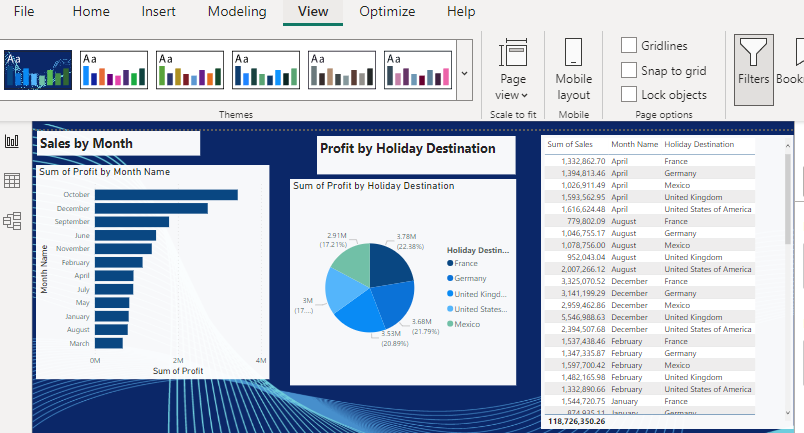 File Home Insert Modeling View Optimize Help
Aa Aa Aa Aa Aa Aa
Themes
Page view
Scale to fit
Mobile layout
Mobile
Gridlines
Snap to grid
Lock objects
Page options
Filters
Sales by Month
Sum of Profit by Month Name
Month Name
October
December
September
June
November
February
April
July
May
January
August
March
0M 2M 4M
Sum of Profit
Profit by Holiday Destination
Sum of Profit by Holiday Destination
2.91M
(17.21%)
3.78M
(22.38%)
3M
(17....)
3.68M
(21.79%)
3.53M
(20.89%)
Holiday Destin...
France
Germany
United Kingd...
United States...
Mexico
Sum of Sales Month Name Holiday Destination
1,332,862.70 April France
1,394,813.46 April Germany
1,026,911.49 April Mexico
1,593,562.95 April United Kingdom
1,616,624.48 April United States of America
779,802.09 August France
1,046,755.17 August Germany
1,078,756.00 August Mexico
952,043.04 August United Kingdom
2,007,266.12 August United States of America
3,325,070.52 December France
3,141,199.29 December Germany
2,959,462.86 December Mexico
5,546,988.63 December United Kingdom
2,394,507.68 December United States of America
1,537,438.46 February France
1,347,335.87 February Germany
1,597,700.42 February Mexico
1,482,165.98 February United Kingdom
1,332,890.66 February United States of America
1,544,720.75 January France
874,935.11 January Germany
118,726,350.26